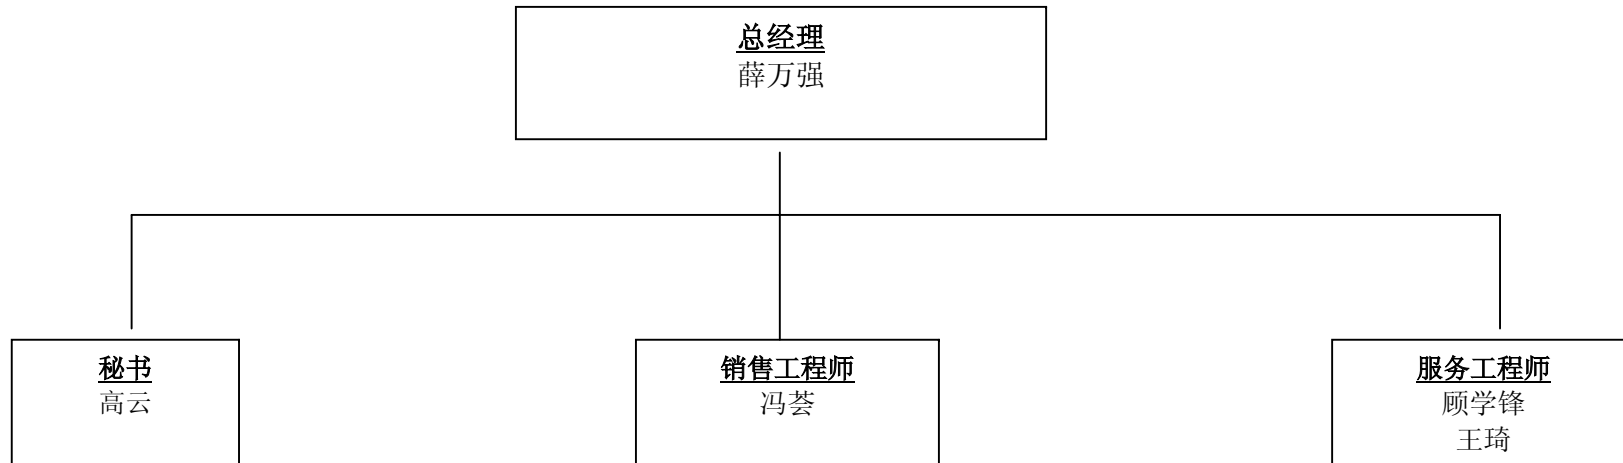 总经理
薛万强
秘书
高云
销售工程师
冯荟
服务工程师
顾学锋
王琦